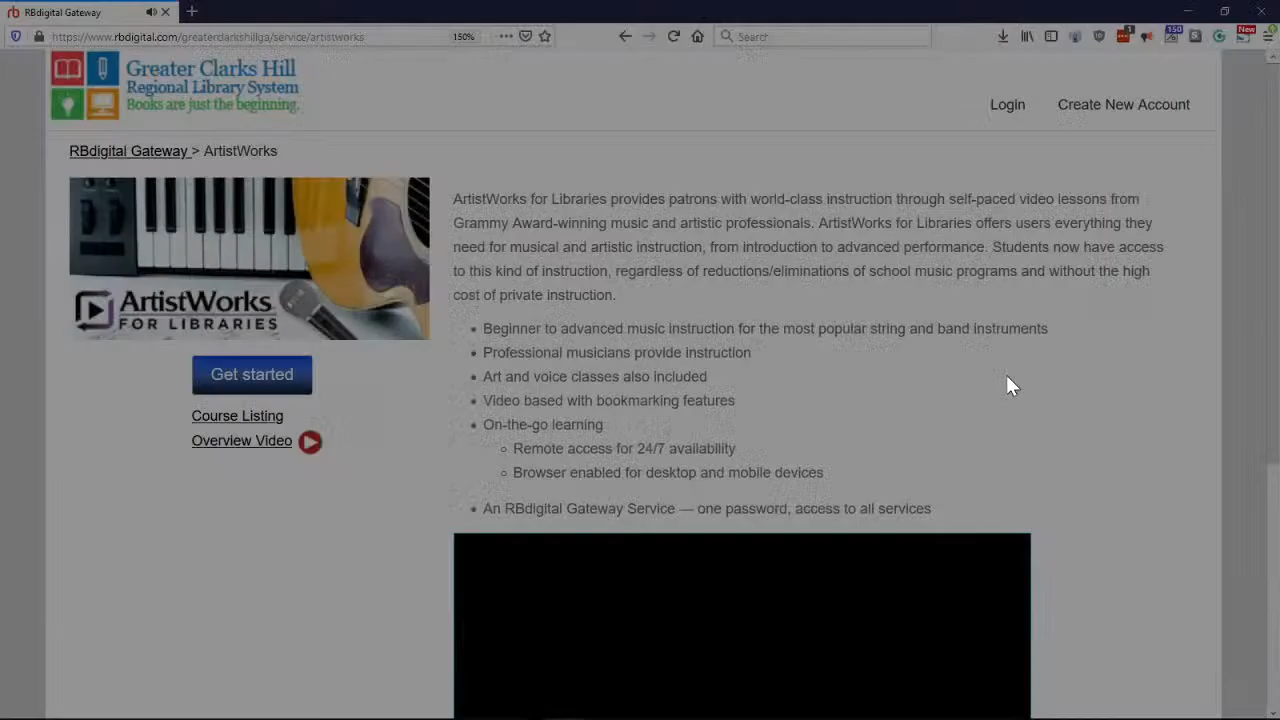 RBdigital Gateway
https://www.rbdigital.com/greaterclarkshillga/service/artistworks
150%
Search
1
150
New
Greater Clarks Hill
Regional Library System
Books are just the beginning.
Login
Create New Account
RBdigital Gateway > ArtistWorks
ArtistWorks
FOR LIBRARIES
Get started
Course Listing
Overview Video
ArtistWorks for Libraries provides patrons with world-class instruction through self-paced video lessons from
Grammy Award-winning music and artistic professionals. ArtistWorks for Libraries offers users everything they
need for musical and artistic instruction, from introduction to advanced performance. Students now have access
to this kind of instruction, regardless of reductions/eliminations of school music programs and without the high
cost of private instruction.
• Beginner to advanced music instruction for the most popular string and band instruments
• Professional musicians provide instruction
• Art and voice classes also included
• Video based with bookmarking features
• On-the-go learning
○ Remote access for 24/7 availability
○ Browser enabled for desktop and mobile devices
• An RBdigital Gateway Service — one password, access to all services